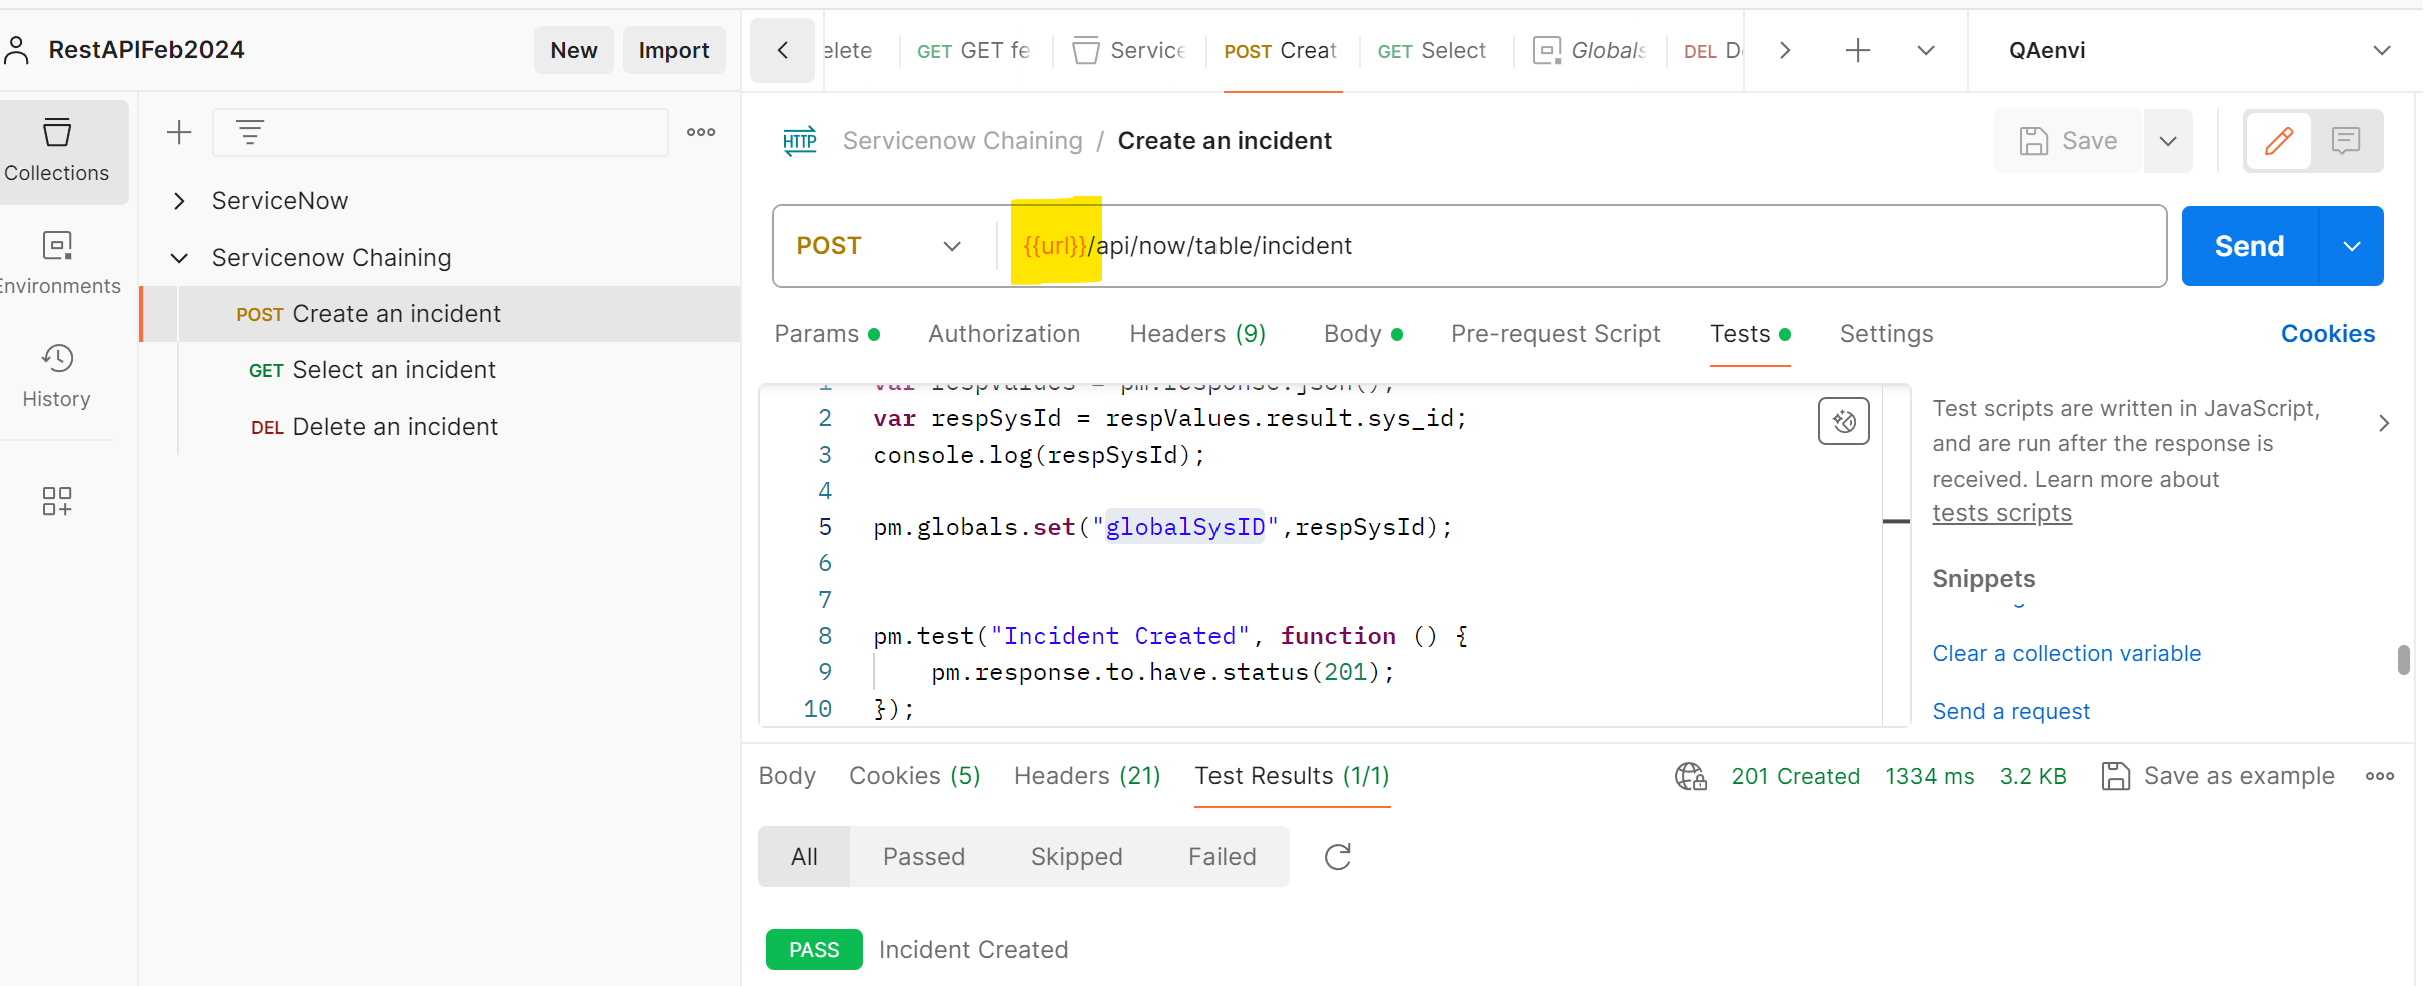 RestAPIFeb2024
New
Import
elete
GET GET fe
Service
POST Creat
GET Select
Globals
DEL De
QAenvi
Collections
Environments
History
ServiceNow
Servicenow Chaining
POST Create an incident
GET Select an incident
DEL Delete an incident
HTTP Servicenow Chaining / Create an incident
Save
POST
{{url}}/api/now/table/incident
Send
Params
Authorization
Headers (9)
Body
Pre-request Script
Tests
Settings
Cookies
1 var respValues = pm.response.json();
2 var respSysId = respValues.result.sys_id;
3 console.log(respSysId);
4
5 pm.globals.set("globalSysID",respSysId);
6
7
8 pm.test("Incident Created", function () {
9     pm.response.to.have.status(201);
10 });
Test scripts are written in JavaScript,
and are run after the response is
received. Learn more about
tests scripts
Snippets
Clear a collection variable
Send a request
Body
Cookies (5)
Headers (21)
Test Results (1/1)
201 Created
1334 ms
3.2 KB
Save as example
All
Passed
Skipped
Failed
PASS Incident Created